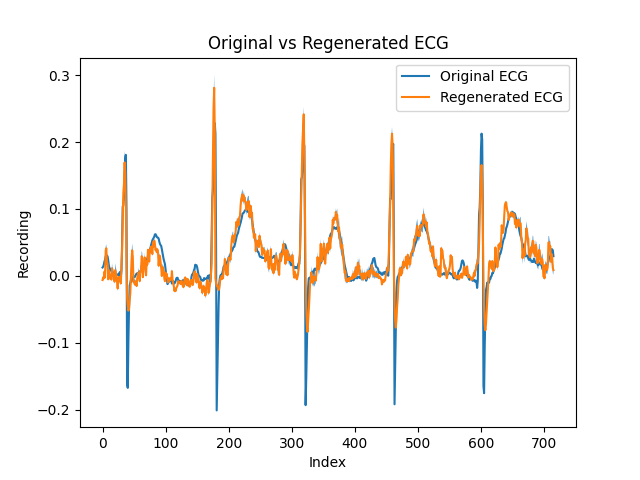 Original vs Regenerated ECG
Original ECG
Regenerated ECG
Recording
0.3
0.2
0.1
0.0
−0.1
−0.2
0 100 200 300 400 500 600 700
Index